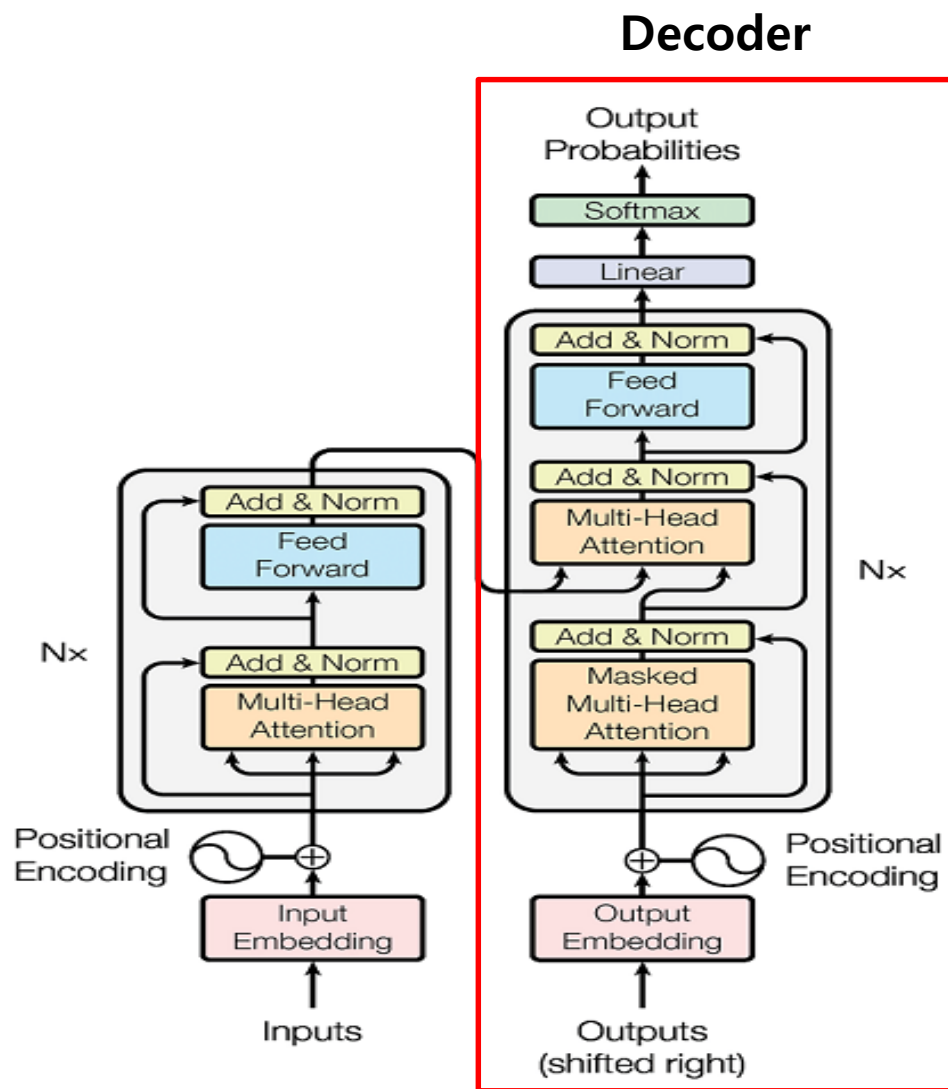 Decoder
Output
Probabilities
Softmax
Linear
Add & Norm
Feed
Forward
Add & Norm
Multi-Head
Attention
Nx
Add & Norm
Masked
Multi-Head
Attention
Positional
Encoding
Output
Embedding
Outputs
(shifted right)
Add & Norm
Feed
Forward
Nx
Add & Norm
Multi-Head
Attention
Positional
Encoding
Input
Embedding
Inputs